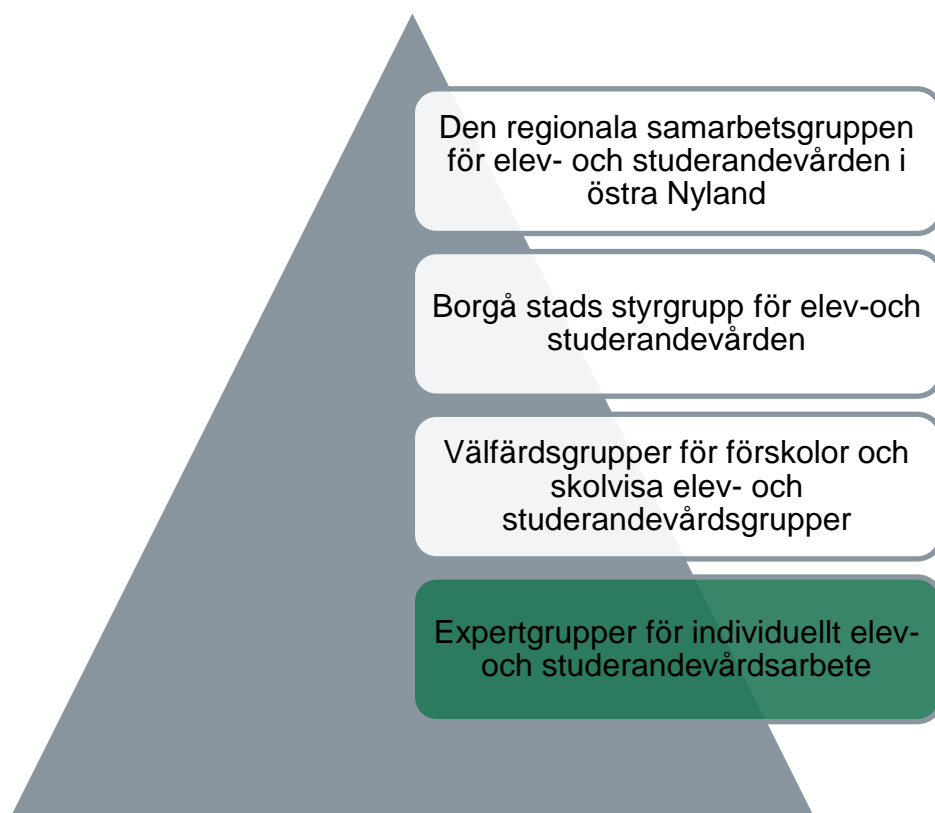 Den regionala samarbetsgruppen
för elev- och studerandevården i
östra Nyland
Borgå stads styrgrupp för elev-och
studerandevården
Välfärdsgrupper för förskolor och
skolvisa elev- och
studerandevårdsgrupper
Expertgrupper för individuellt elev-
och studerandevårdsarbete